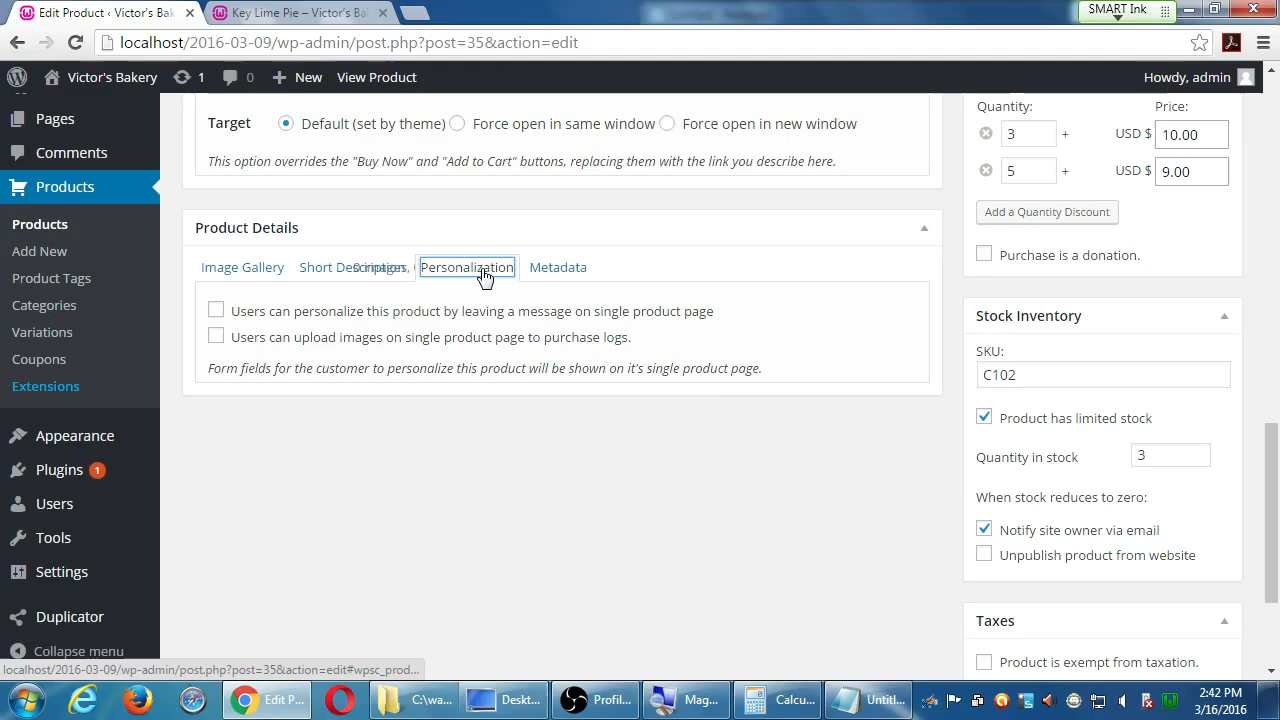 Edit Product ‹ Victor's Bak
Key Lime Pie – Victor's Ba
SMART Ink
localhost/2016-03-09/wp-admin/post.php?post=35&action=edit
Victor's Bakery
1
0
New
View Product
Howdy, admin
Pages
Comments
Products
Products
Add New
Product Tags
Categories
Variations
Coupons
Extensions
Appearance
Plugins 1
Users
Tools
Settings
Duplicator
Collapse menu
Target
Default (set by theme)
Force open in same window
Force open in new window
This option overrides the "Buy Now" and "Add to Cart" buttons, replacing them with the link you describe here.
Product Details
Image Gallery
Short Description
Personalization
Metadata
Users can personalize this product by leaving a message on single product page
Users can upload images on single product page to purchase logs.
Form fields for the customer to personalize this product will be shown on it's single product page.
Quantity:
Price:
3 + USD $ 10.00
5 + USD $ 9.00
Add a Quantity Discount
Purchase is a donation.
Stock Inventory
SKU:
C102
Product has limited stock
Quantity in stock 3
When stock reduces to zero:
Notify site owner via email
Unpublish product from website
Taxes
Product is exempt from taxation.
localhost/2016-03-09/wp-admin/post.php?post=35&action=edit#wpsc_prod...
Edit P...
C:\wa...
Deskt...
Profil...
Mag...
Calcu...
Untitl...
2:42 PM
3/16/2016